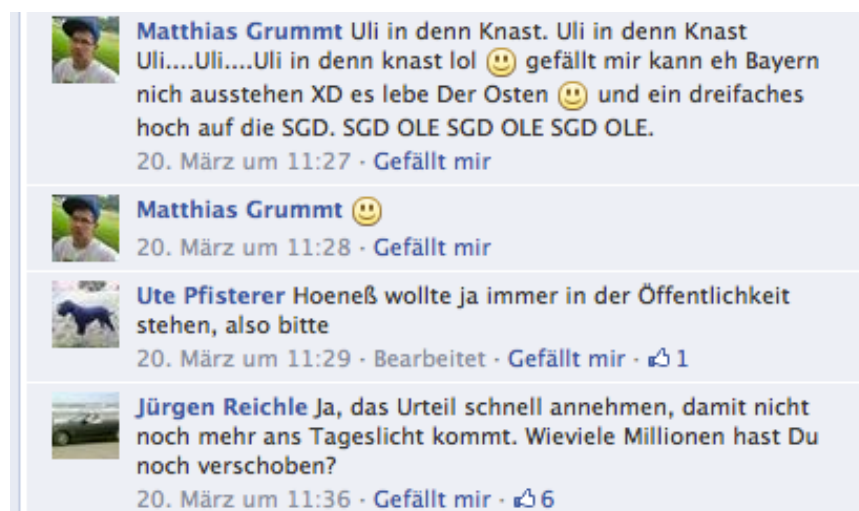 Matthias Grummt Uli in denn Knast. Uli in denn Knast
Uli....Uli....Uli in denn knast lol gefällt mir kann eh Bayern
nich ausstehen XD es lebe Der Osten und ein dreifaches
hoch auf die SGD. SGD OLE SGD OLE SGD OLE.
20. März um 11:27 · Gefällt mir
Matthias Grummt
20. März um 11:28 · Gefällt mir
Ute Pfisterer Hoeneß wollte ja immer in der Öffentlichkeit
stehen, also bitte
20. März um 11:29 · Bearbeitet · Gefällt mir · 1
Jürgen Reichle Ja, das Urteil schnell annehmen, damit nicht
noch mehr ans Tageslicht kommt. Wieviele Millionen hast Du
noch verschoben?
20. März um 11:36 · Gefällt mir · 6